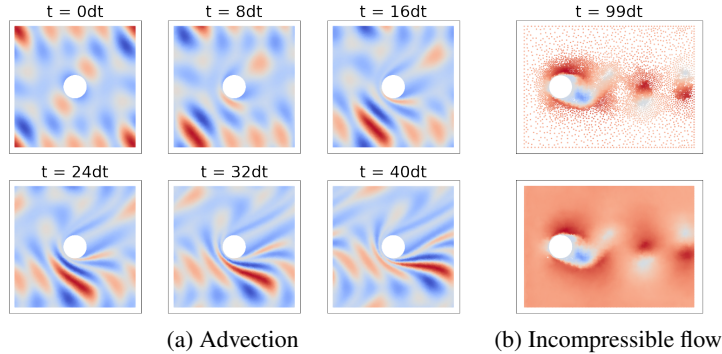 t = 0dt
t = 8dt
t = 16dt
t = 99dt
t = 24dt
t = 32dt
t = 40dt
(a) Advection
(b) Incompressible flow